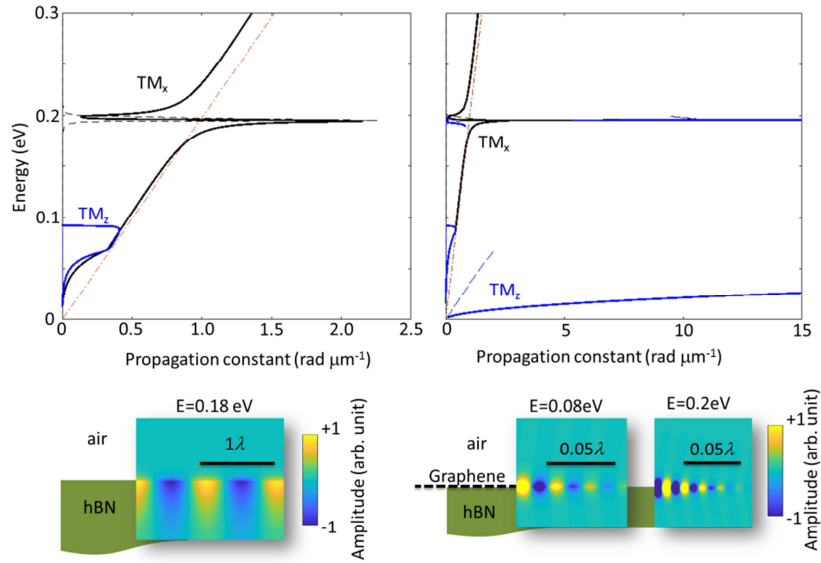 0.3
0.2
0.1
0
Energy (eV)
TMx
TMz
0
0.5
1.0
1.5
2.0
2.5
Propagation constant (rad μm⁻¹)
TMx
TMz
0
5
10
15
Propagation constant (rad μm⁻¹)
E=0.18 eV
air
1λ
hBN
+1
-1
Amplitude (arb. unit)
E=0.08eV
E=0.2eV
air
0.05λ
0.05λ
Graphene
hBN
+1
-1
Amplitude (arb. unit)